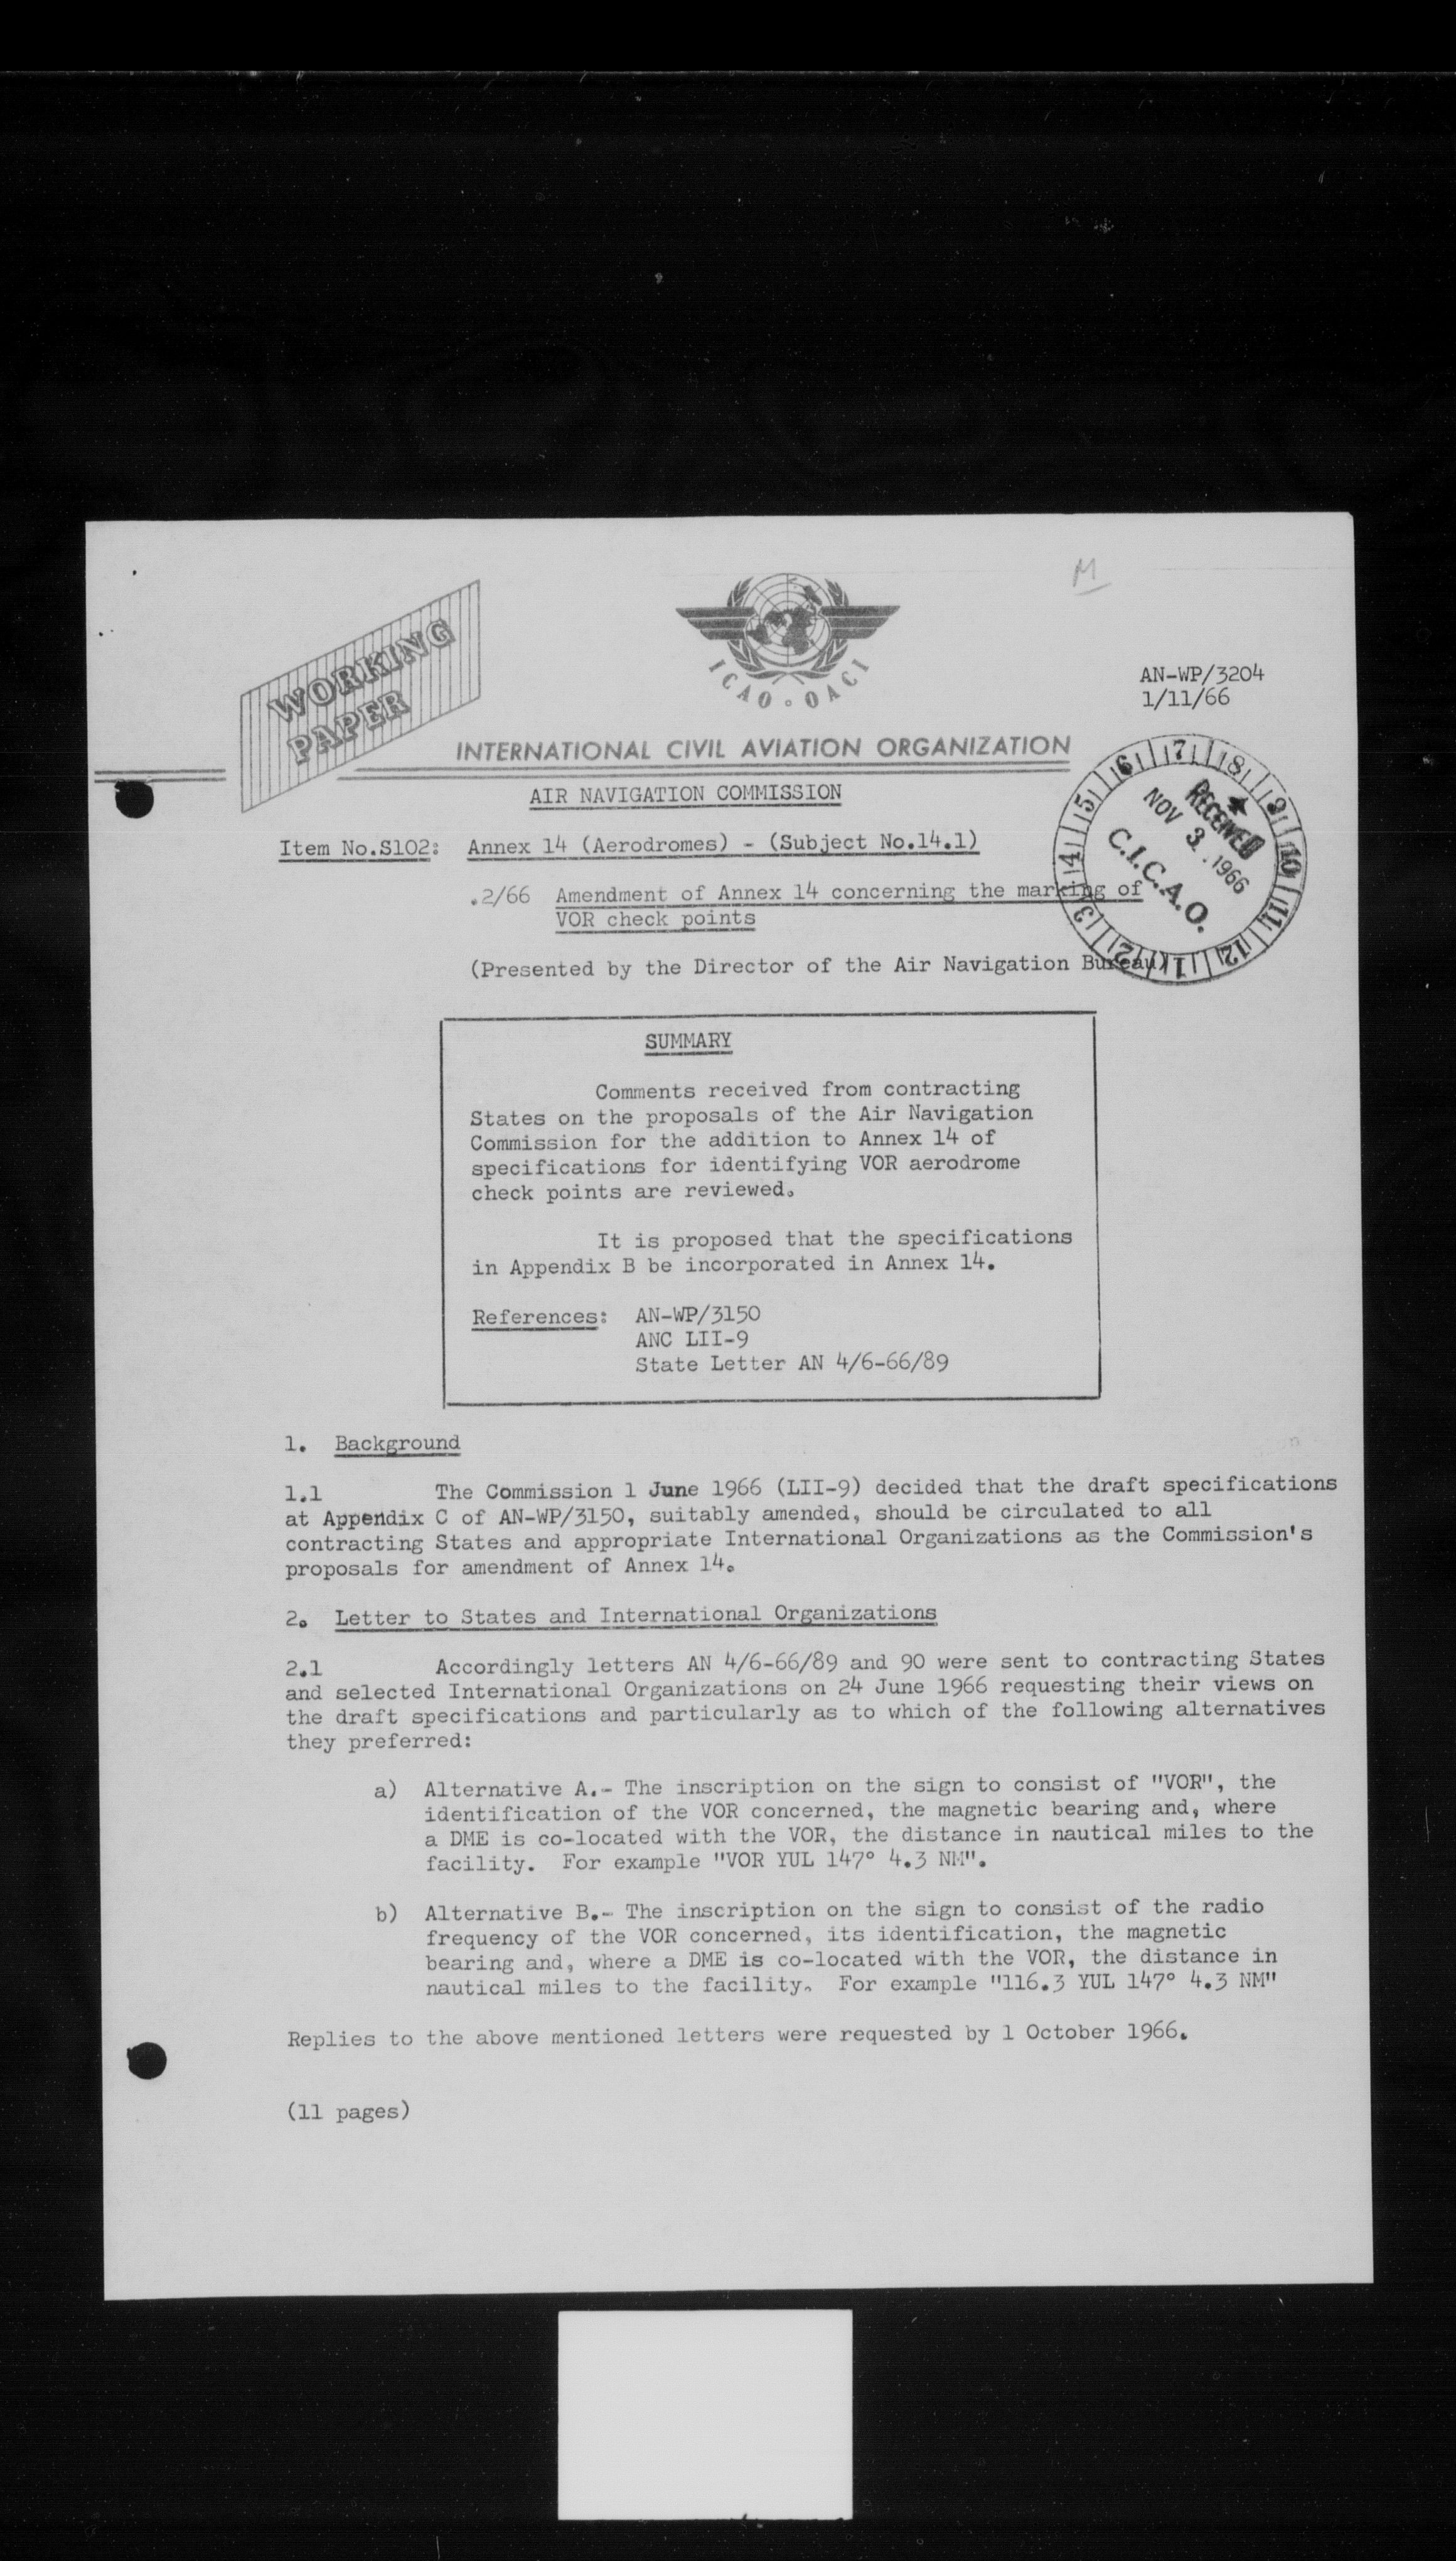 M
WORKING
PAPER
ICAO · OACI
AN-WP/3204
1/11/66
INTERNATIONAL CIVIL AVIATION ORGANIZATION
AIR NAVIGATION COMMISSION
6 7 8 9 10 11 12 1 2 3 4 5
RECEIVED
NOV 3 1966
C.I.C.A.O.
Item No.S102: Annex 14 (Aerodromes) - (Subject No.14.1)
.2/66 Amendment of Annex 14 concerning the marking of
VOR check points
(Presented by the Director of the Air Navigation Bureau)
SUMMARY
Comments received from contracting
States on the proposals of the Air Navigation
Commission for the addition to Annex 14 of
specifications for identifying VOR aerodrome
check points are reviewed.
It is proposed that the specifications
in Appendix B be incorporated in Annex 14.
References: AN-WP/3150
ANC LII-9
State Letter AN 4/6-66/89
1. Background
1.1 The Commission 1 June 1966 (LII-9) decided that the draft specifications
at Appendix C of AN-WP/3150, suitably amended, should be circulated to all
contracting States and appropriate International Organizations as the Commission's
proposals for amendment of Annex 14.
2. Letter to States and International Organizations
2.1 Accordingly letters AN 4/6-66/89 and 90 were sent to contracting States
and selected International Organizations on 24 June 1966 requesting their views on
the draft specifications and particularly as to which of the following alternatives
they preferred:
a) Alternative A.- The inscription on the sign to consist of "VOR", the
identification of the VOR concerned, the magnetic bearing and, where
a DME is co-located with the VOR, the distance in nautical miles to the
facility. For example "VOR YUL 147° 4.3 NM".
b) Alternative B.- The inscription on the sign to consist of the radio
frequency of the VOR concerned, its identification, the magnetic
bearing and, where a DME is co-located with the VOR, the distance in
nautical miles to the facility. For example "116.3 YUL 147° 4.3 NM"
Replies to the above mentioned letters were requested by 1 October 1966.
(11 pages)